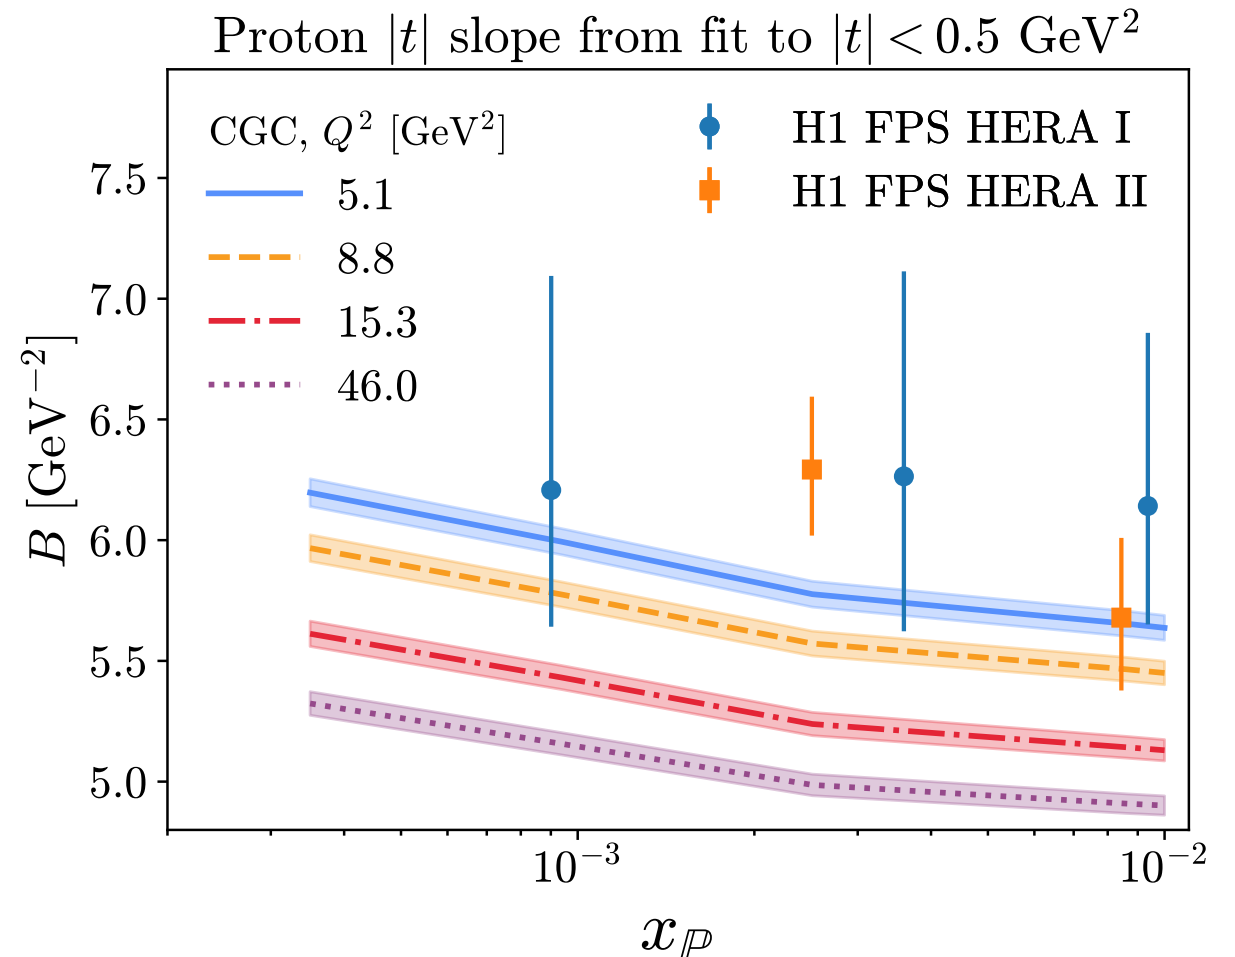 Proton |t| slope from fit to |t| < 0.5 GeV²
CGC, Q² [GeV²]
5.1
8.8
15.3
46.0
H1 FPS HERA I
H1 FPS HERA II
B [GeV⁻²]
7.5
7.0
6.5
6.0
5.5
5.0
10⁻³
10⁻²
x_ℙ